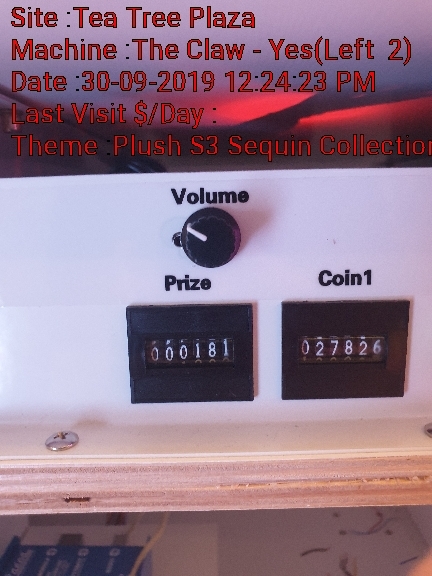 Site :Tea Tree Plaza
Machine :The Claw - Yes(Left 2)
Date :30-09-2019 12:24:23 PM
Last Visit $/Day :
Theme :Plush S3 Sequin Collection
Volume
Prize
Coin1
000181
027826